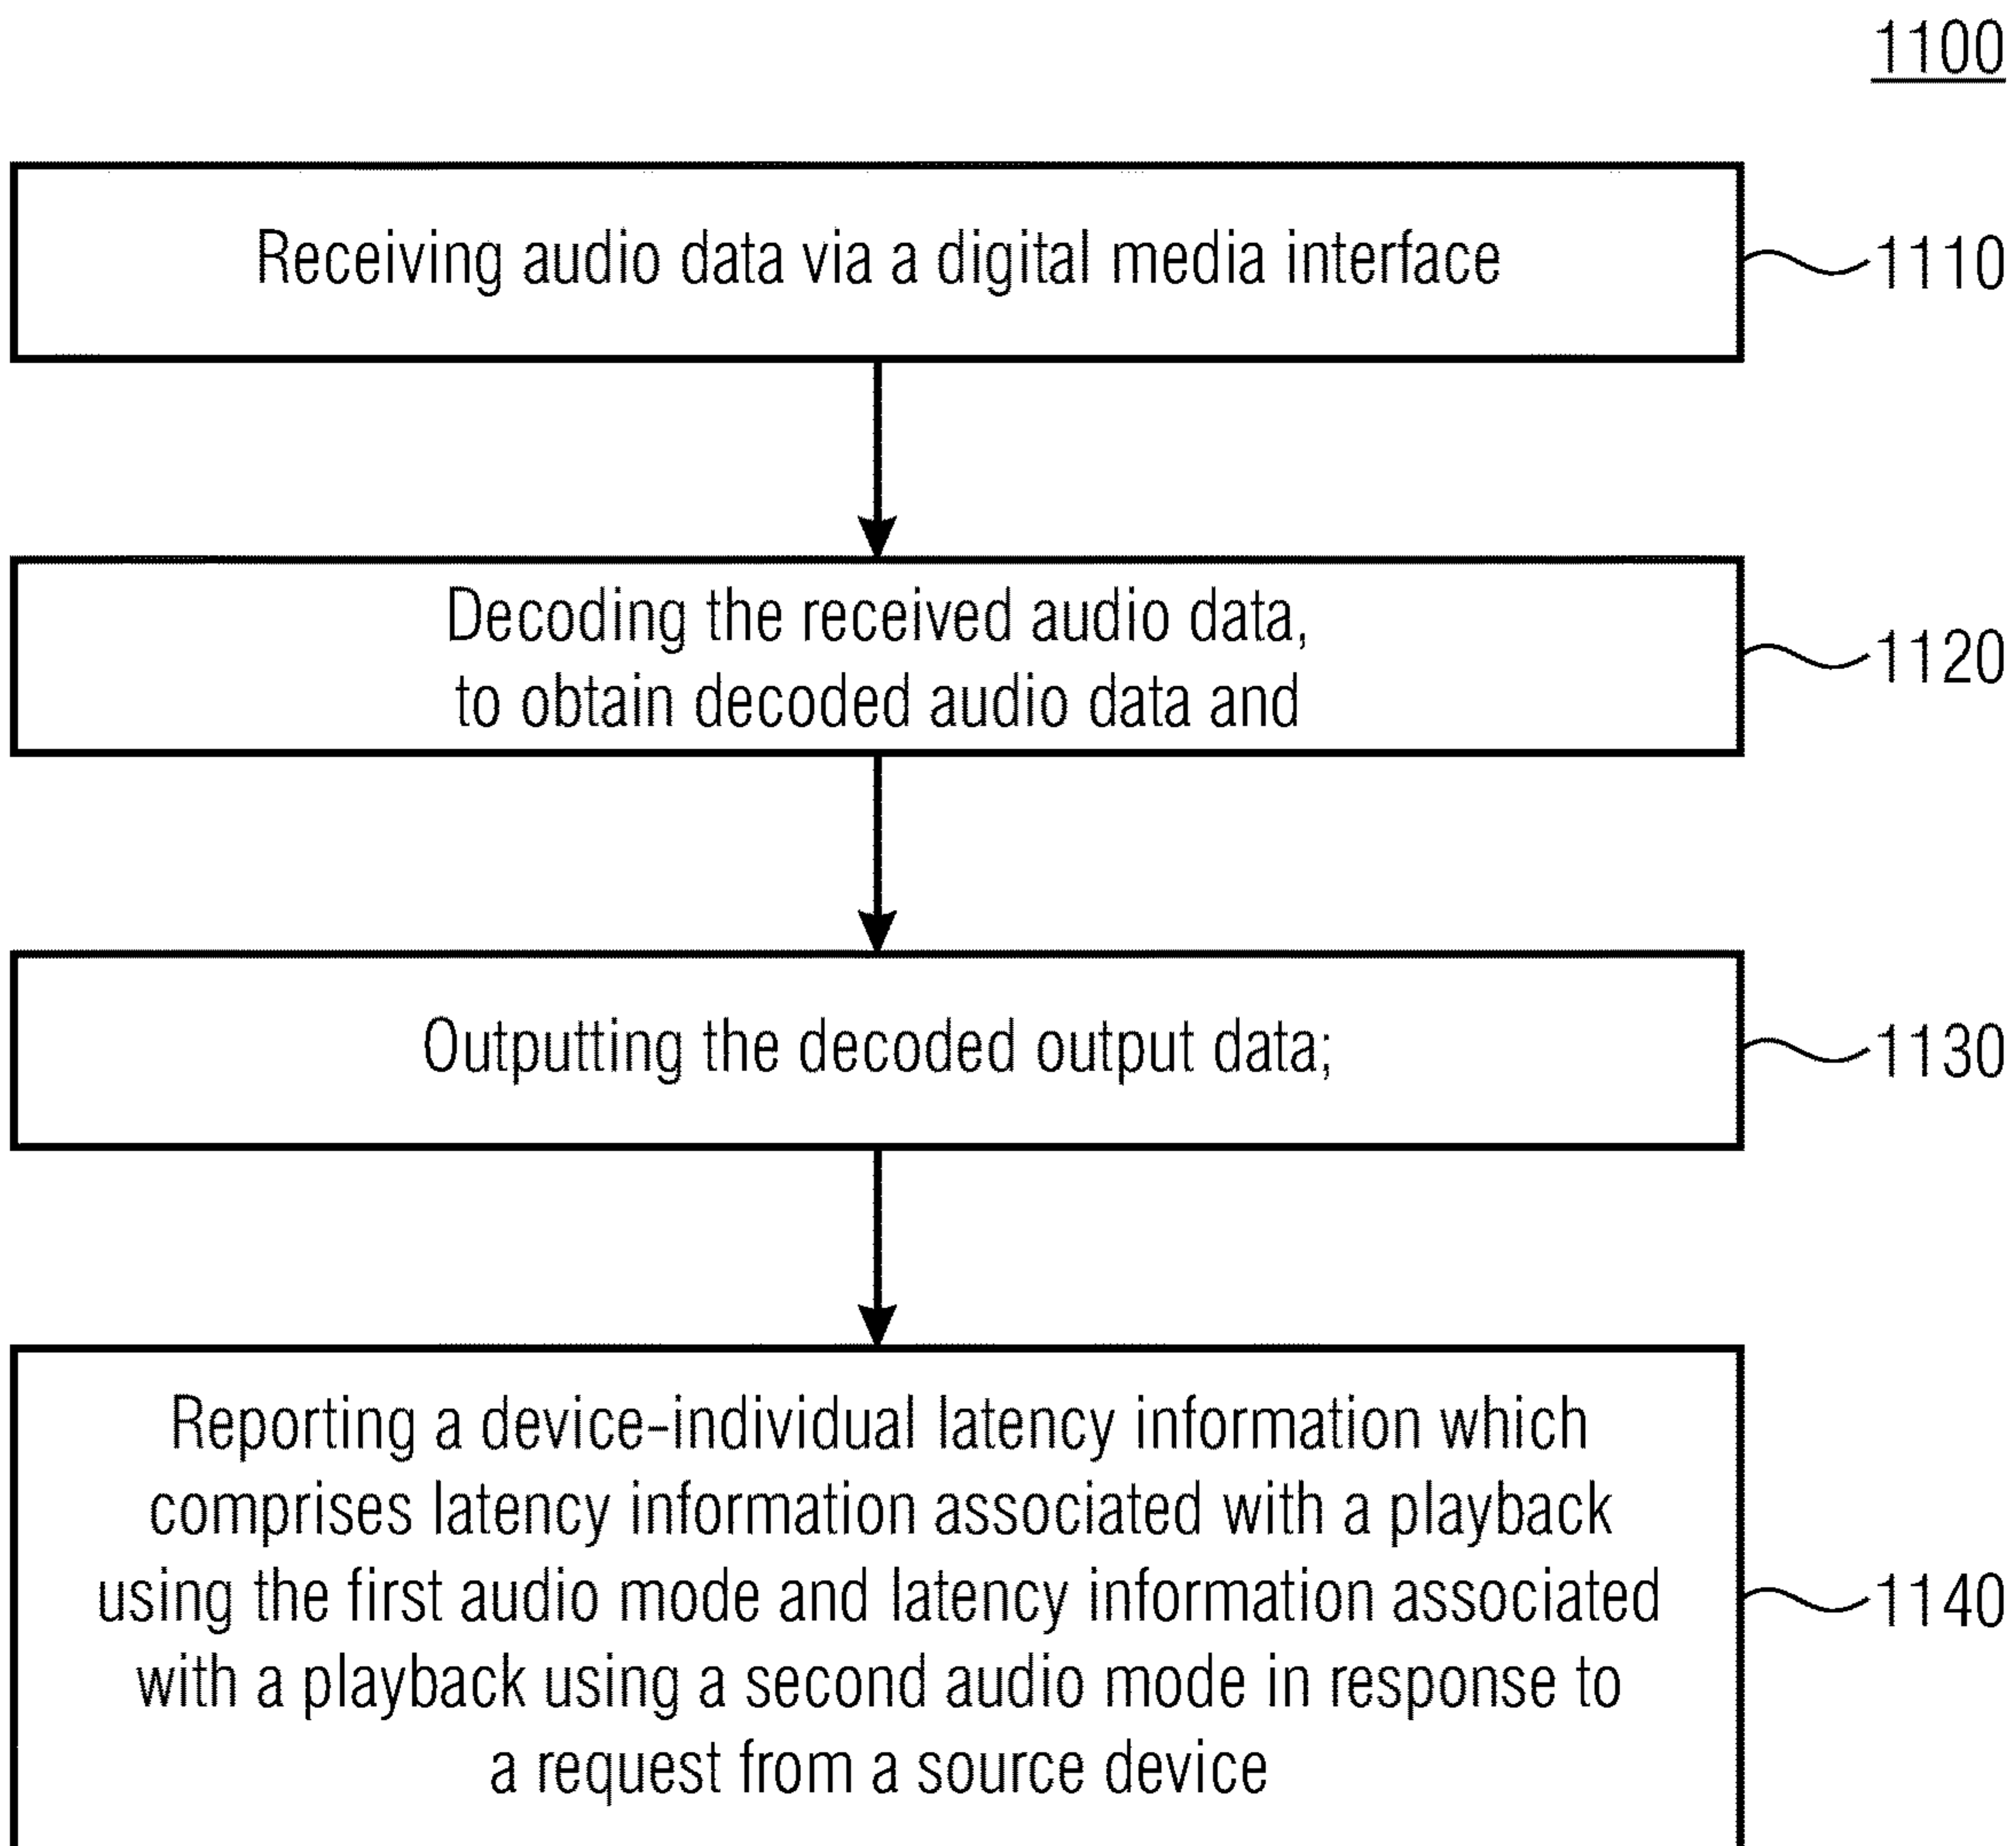 1100
Receiving audio data via a digital media interface
1110
Decoding the received audio data,
to obtain decoded audio data and
1120
Outputting the decoded output data;
1130
Reporting a device-individual latency information which
comprises latency information associated with a playback
using the first audio mode and latency information associated
with a playback using a second audio mode in response to
a request from a source device
1140